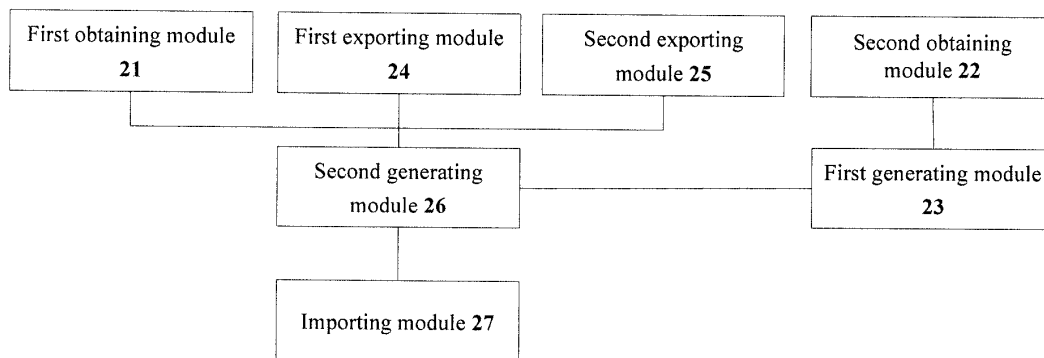 First obtaining module
21
First exporting module
24
Second exporting
module 25
Second obtaining
module 22
Second generating
module 26
First generating module
23
Importing module 27